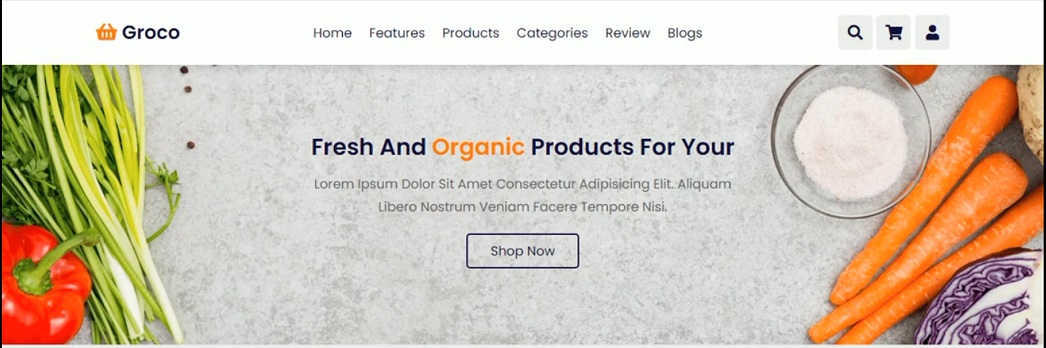 Groco
Home Features Products Categories Review Blogs
Fresh And Organic Products For Your
Lorem Ipsum Dolor Sit Amet Consectetur Adipisicing Elit. Aliquam
Libero Nostrum Veniam Facere Tempore Nisi.
Shop Now